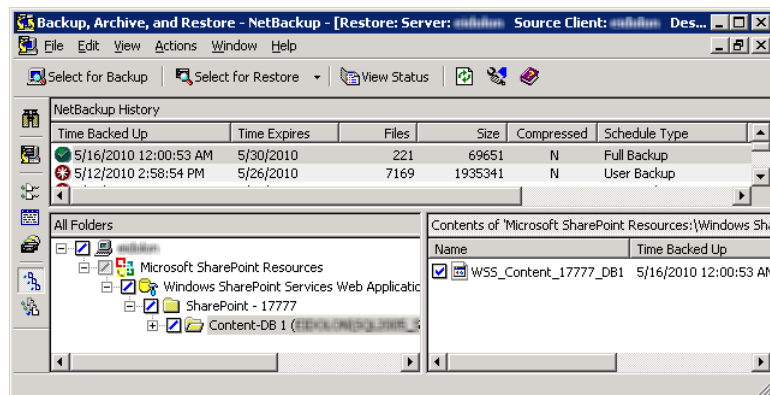 Backup, Archive, and Restore - NetBackup - [Restore: Server: Source Client: Des...
File Edit View Actions Window Help
Select for Backup Select for Restore View Status
NetBackup History
Time Backed Up Time Expires Files Size Compressed Schedule Type
5/16/2010 12:00:53 AM 5/30/2010 221 69651 N Full Backup
5/12/2010 2:58:54 PM 5/26/2010 7169 1935341 N User Backup
All Folders
Contents of 'Microsoft SharePoint Resources:\Windows Sha
Name Time Backed Up
Microsoft SharePoint Resources
WSS_Content_17777_DB1 5/16/2010 12:00:53 AM
Windows SharePoint Services Web Applicatic
SharePoint - 17777
Content-DB 1 (